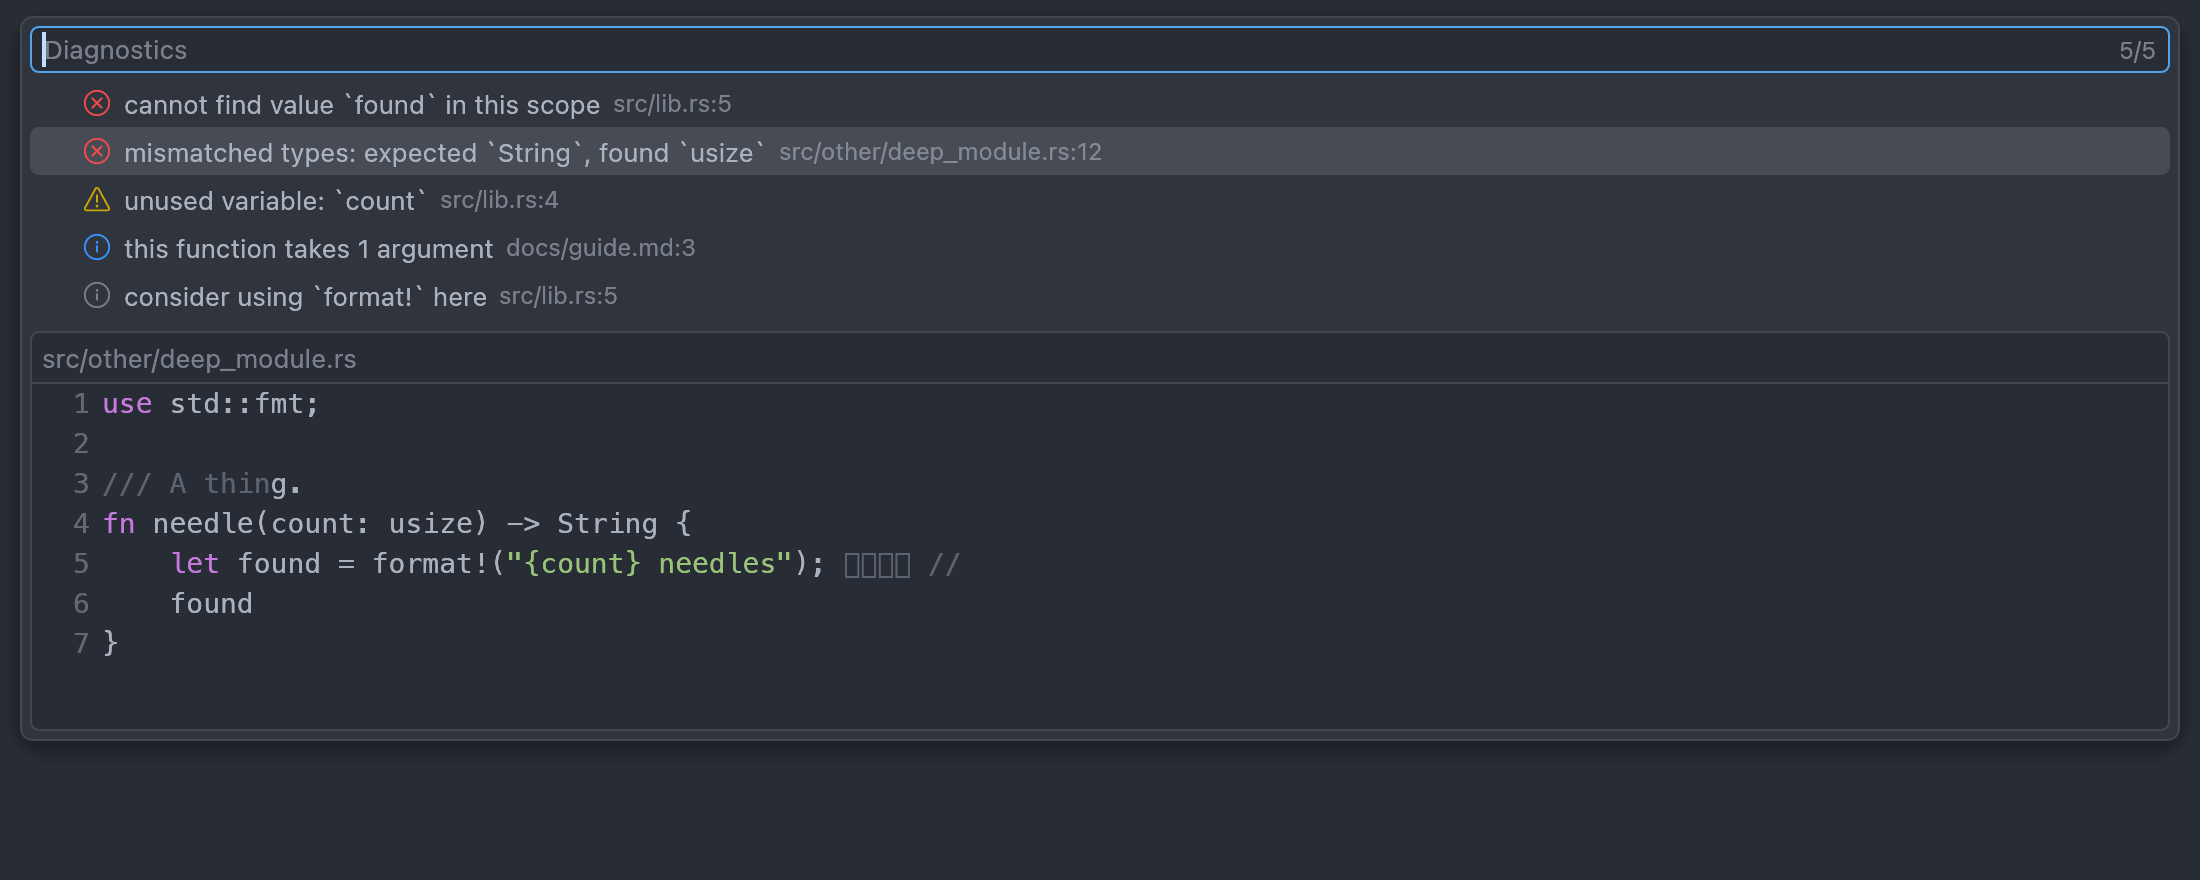 Diagnostics 5/5
cannot find value `found` in this scope src/lib.rs:5
mismatched types: expected `String`, found `usize` src/other/deep_module.rs:12
unused variable: `count` src/lib.rs:4
this function takes 1 argument docs/guide.md:3
consider using `format!` here src/lib.rs:5
src/other/deep_module.rs
1 use std::fmt;
2
3 /// A thing.
4 fn needle(count: usize) -> String {
5     let found = format!("{count} needles"); □□□□ //
6     found
7 }